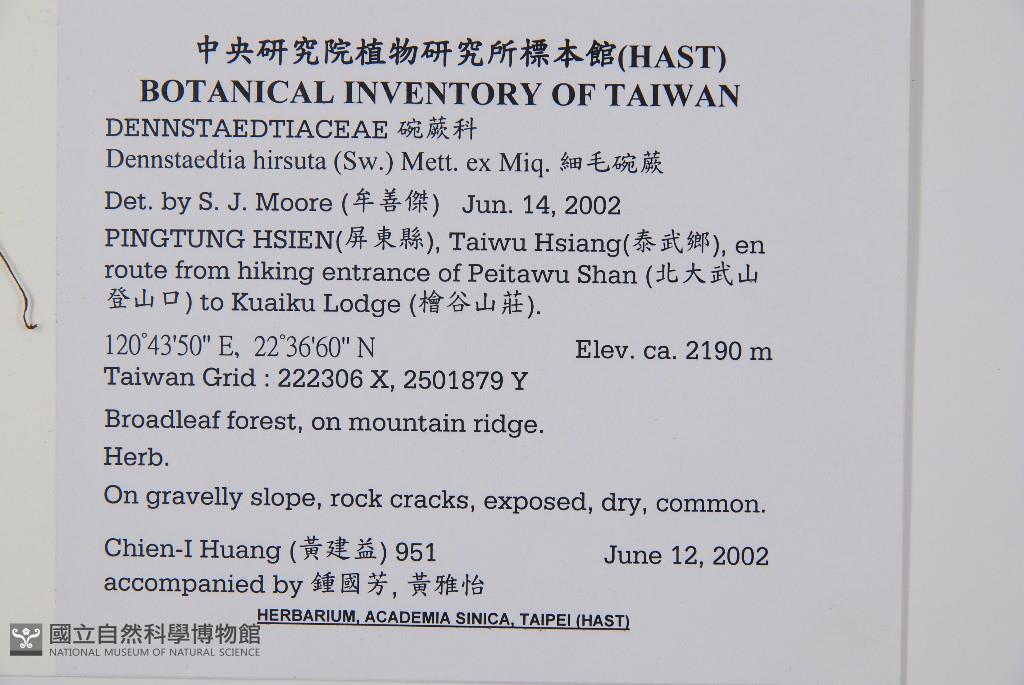 中央研究院植物研究所標本館(HAST)
BOTANICAL INVENTORY OF TAIWAN
DENNSTAEDTIACEAE 碗蕨科
Dennstaedtia hirsuta (Sw.) Mett. ex Miq. 細毛碗蕨
Det. by S. J. Moore (牟善傑) Jun. 14, 2002
PINGTUNG HSIEN(屏東縣), Taiwu Hsiang(泰武鄉), en
route from hiking entrance of Peitawu Shan (北大武山
登山口) to Kuaiku Lodge (檜谷山莊).
120°43'50" E, 22°36'60" N Elev. ca. 2190 m
Taiwan Grid : 222306 X, 2501879 Y
Broadleaf forest, on mountain ridge.
Herb.
On gravelly slope, rock cracks, exposed, dry, common.
Chien-I Huang (黃建益) 951 June 12, 2002
accompanied by 鍾國芳, 黃雅怡
HERBARIUM, ACADEMIA SINICA, TAIPEI (HAST)
國立自然科學博物館
NATIONAL MUSEUM OF NATURAL SCIENCE